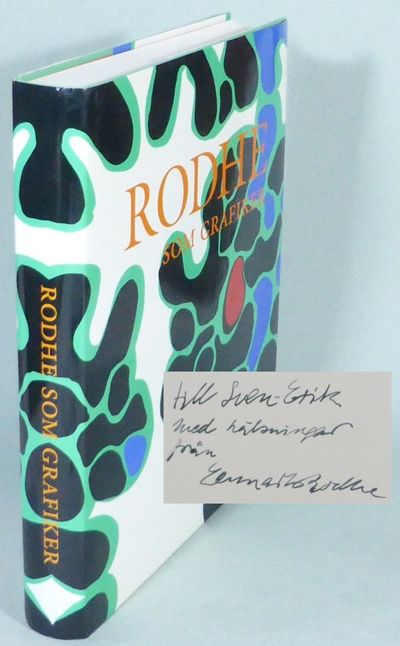 RODHE
SOM GRAFIKER
RODHE SOM GRAFIKER
till Sven-Erik
med hälsningar
från
Lennart Rodhe